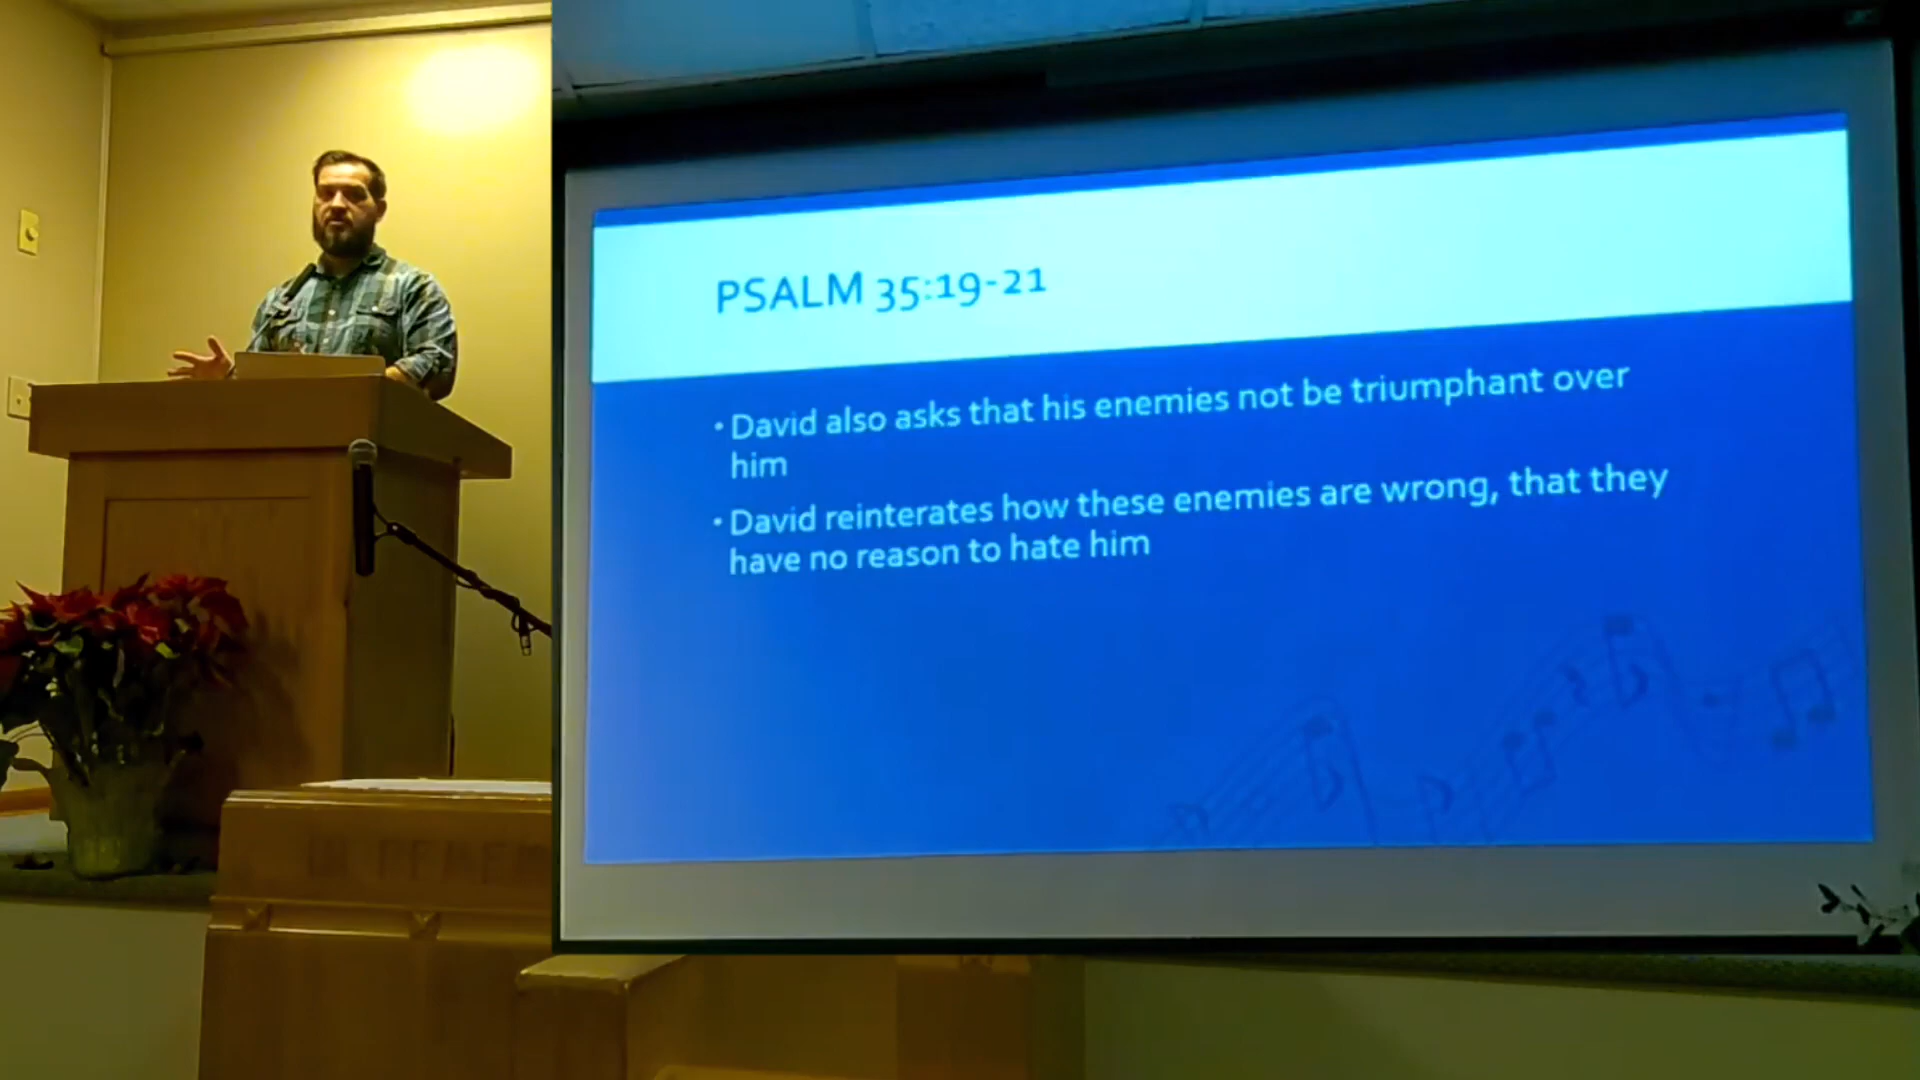 PSALM 35:19-21
• David also asks that his enemies not be triumphant over
him
• David reinterates how these enemies are wrong, that they
have no reason to hate him